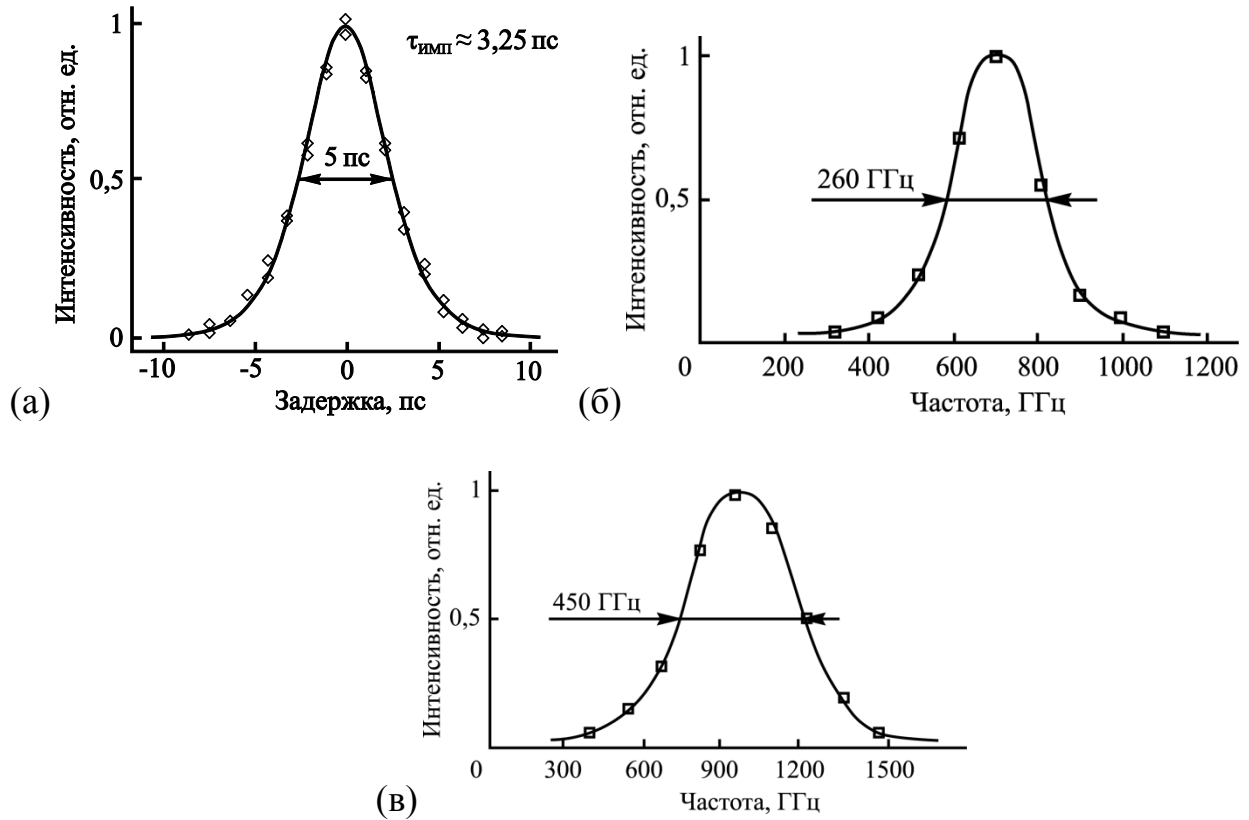 Интенсивность, отн. ед.
1
0,5
0
τимп ≈ 3,25 пс
5 пс
-10 -5 0 5 10
Задержка, пс
(а)
Интенсивность, отн. ед.
1
0,5
260 ГГц
0 200 400 600 800 1000 1200
Частота, ГГц
(б)
Интенсивность, отн. ед.
1
0,5
450 ГГц
0 300 600 900 1200 1500
Частота, ГГц
(в)